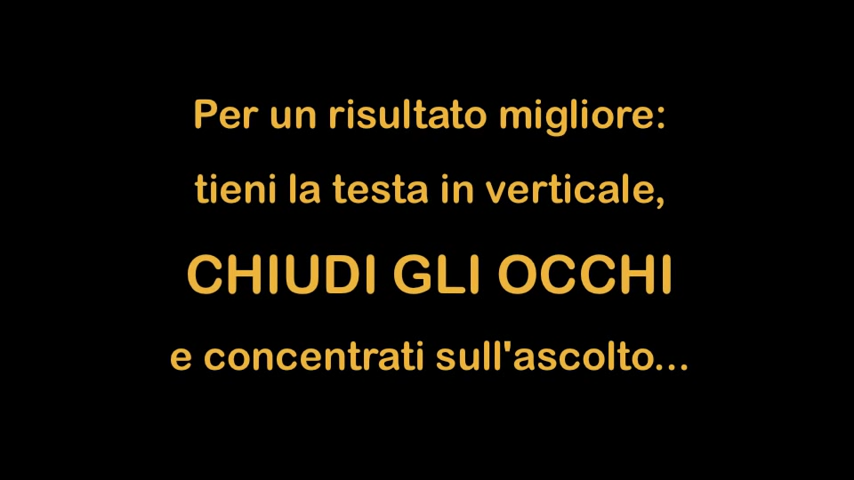 Per un risultato migliore:
tieni la testa in verticale,
CHIUDI GLI OCCHI
e concentrati sull'ascolto...